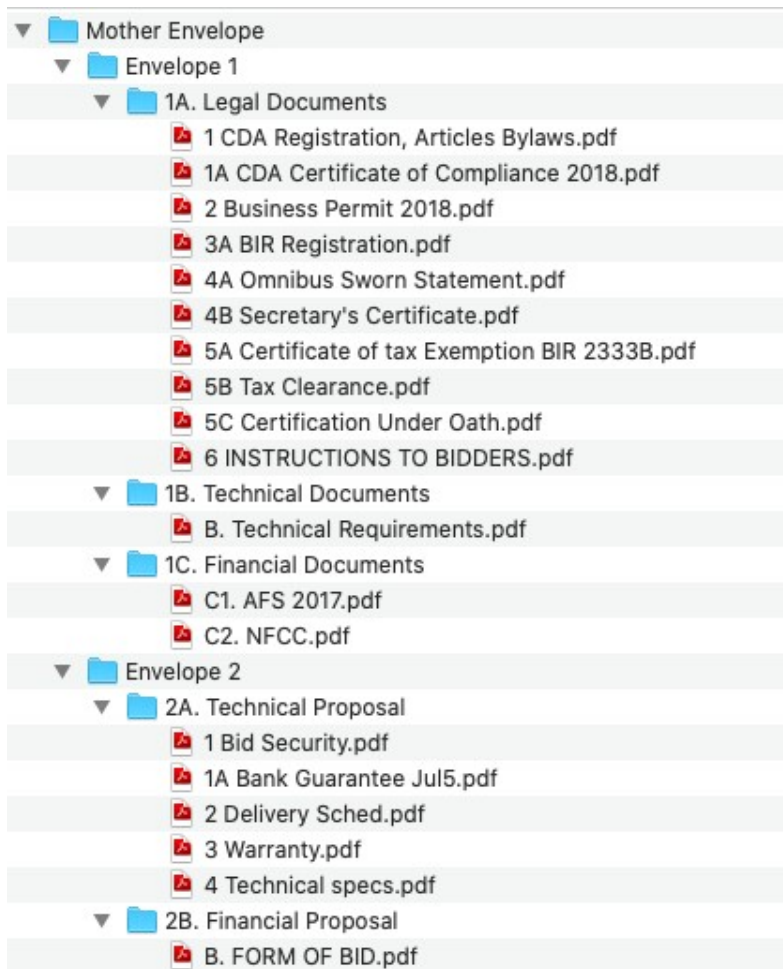 Mother Envelope
Envelope 1
1A. Legal Documents
1 CDA Registration, Articles Bylaws.pdf
1A CDA Certificate of Compliance 2018.pdf
2 Business Permit 2018.pdf
3A BIR Registration.pdf
4A Omnibus Sworn Statement.pdf
4B Secretary's Certificate.pdf
5A Certificate of tax Exemption BIR 2333B.pdf
5B Tax Clearance.pdf
5C Certification Under Oath.pdf
6 INSTRUCTIONS TO BIDDERS.pdf
1B. Technical Documents
B. Technical Requirements.pdf
1C. Financial Documents
C1. AFS 2017.pdf
C2. NFCC.pdf
Envelope 2
2A. Technical Proposal
1 Bid Security.pdf
1A Bank Guarantee Jul5.pdf
2 Delivery Sched.pdf
3 Warranty.pdf
4 Technical specs.pdf
2B. Financial Proposal
B. FORM OF BID.pdf